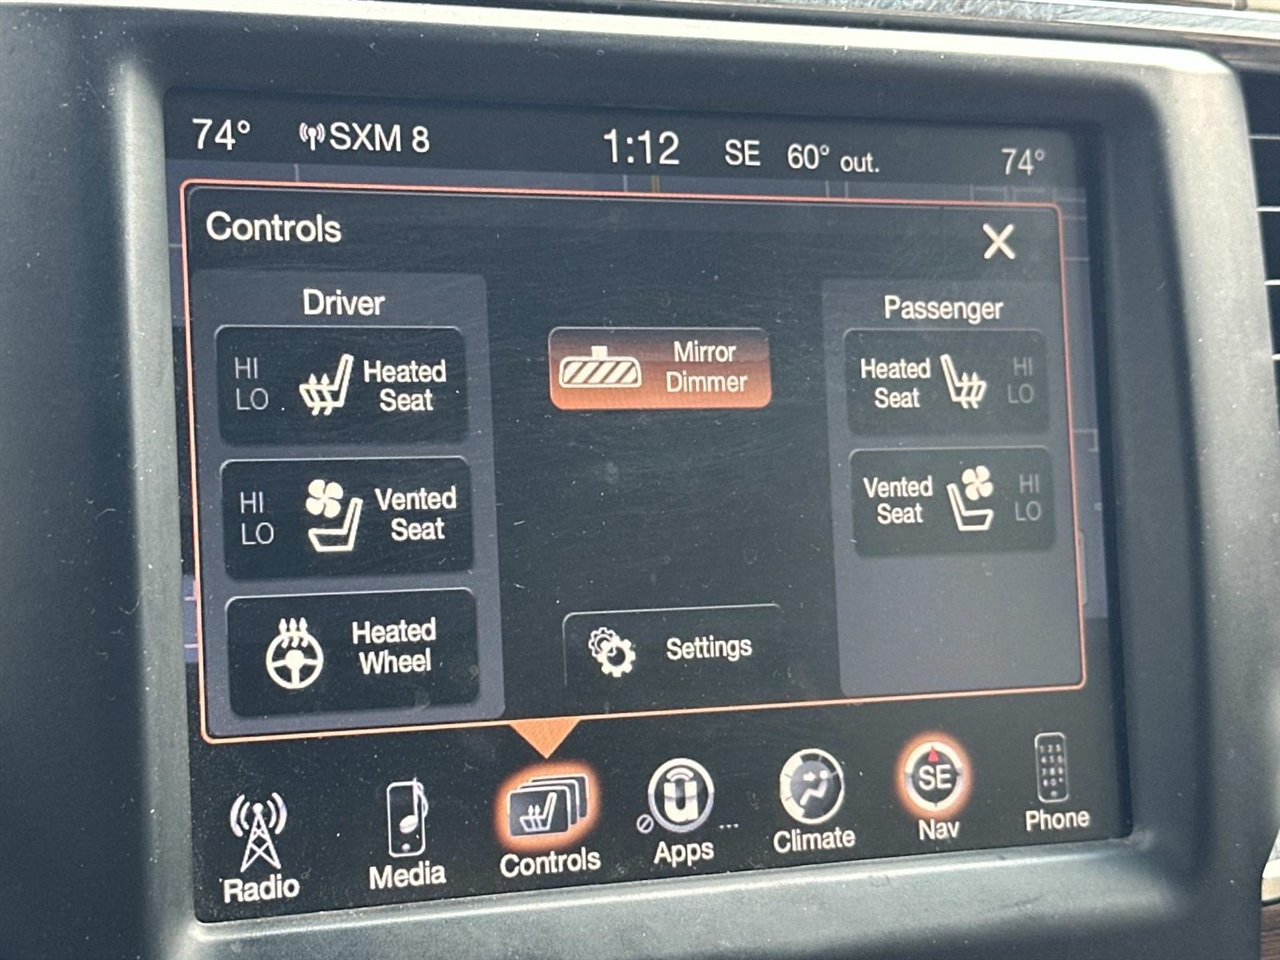 74° SXM 8 1:12 SE 60° out. 74°
Controls X
Driver
HI
LO
Heated
Seat
HI
LO
Vented
Seat
Heated
Wheel
Mirror
Dimmer
Settings
Passenger
Heated
Seat
HI
LO
Vented
Seat
HI
LO
Radio
Media
Controls
Apps
...
Climate
SE
Nav
Phone